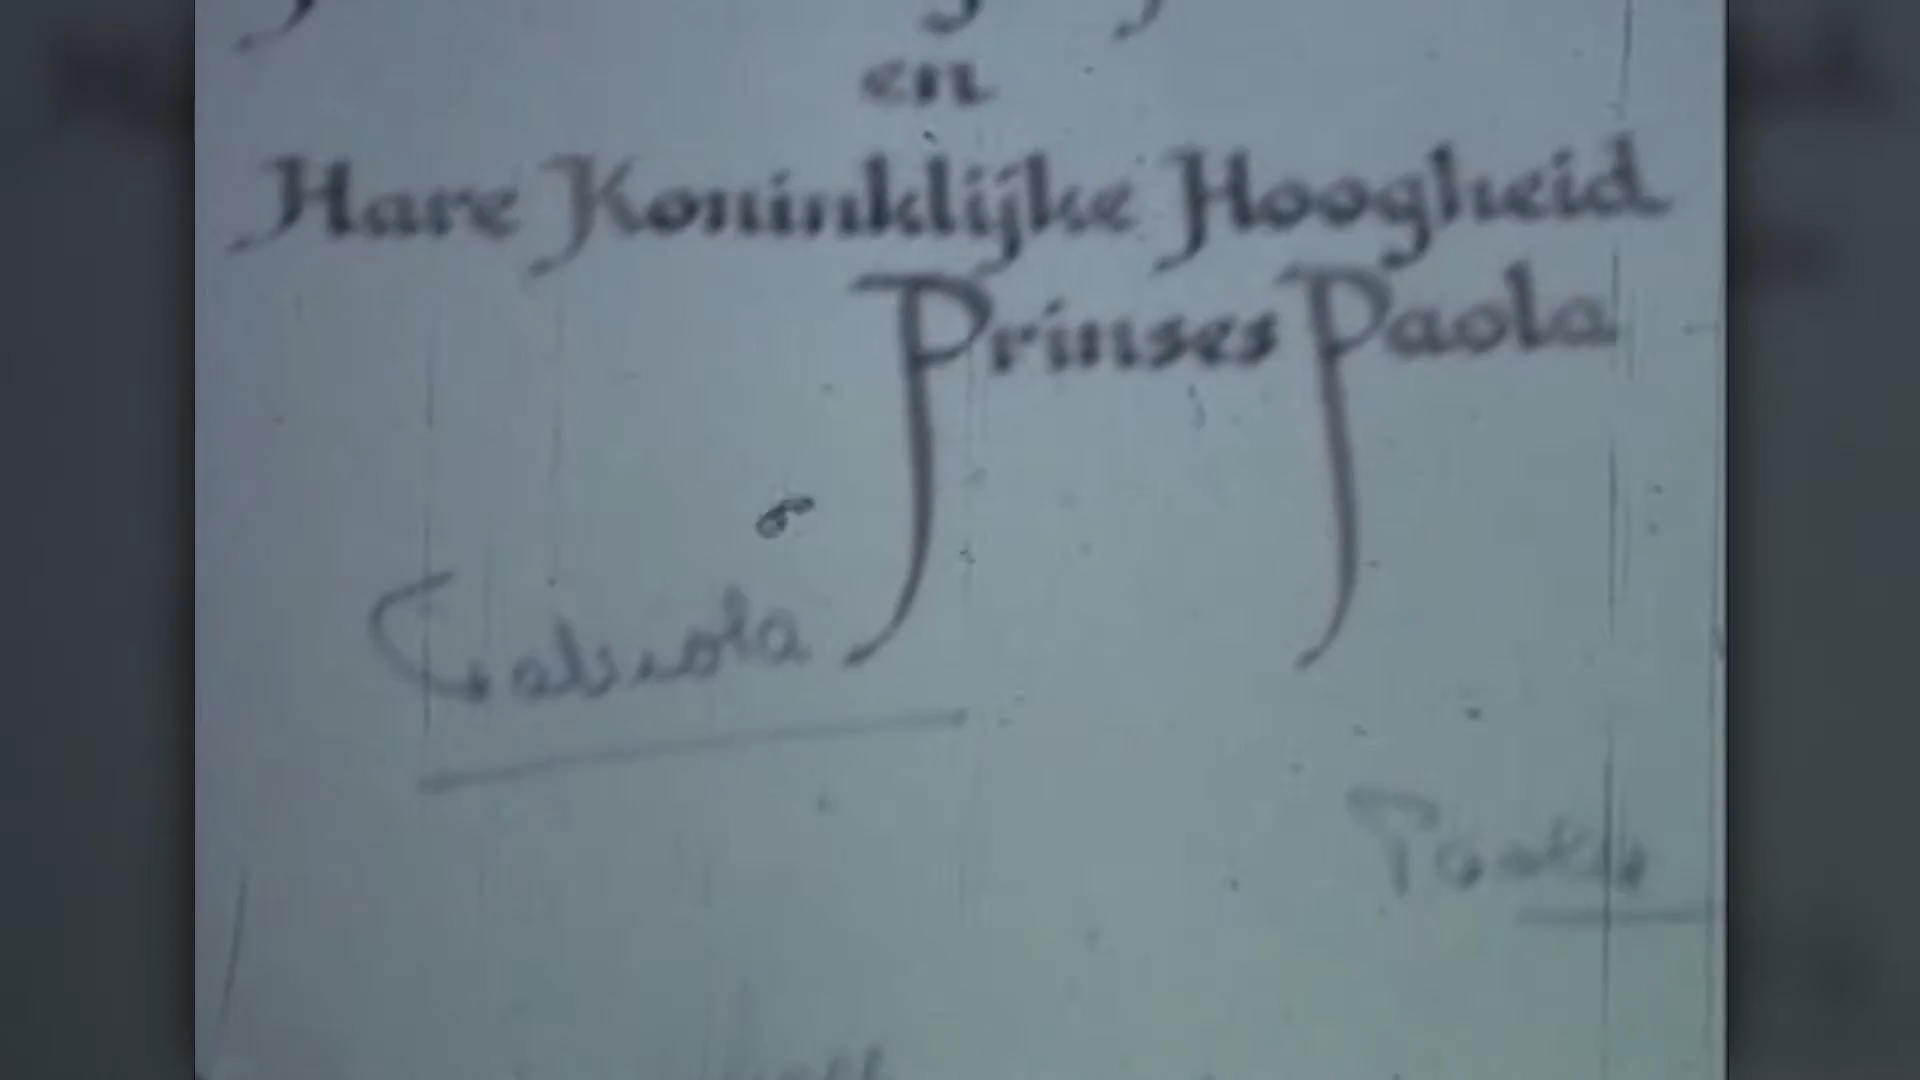 en
Hare Koninklijke Hoogheid
Prinses Paola
Fabiola
Paola